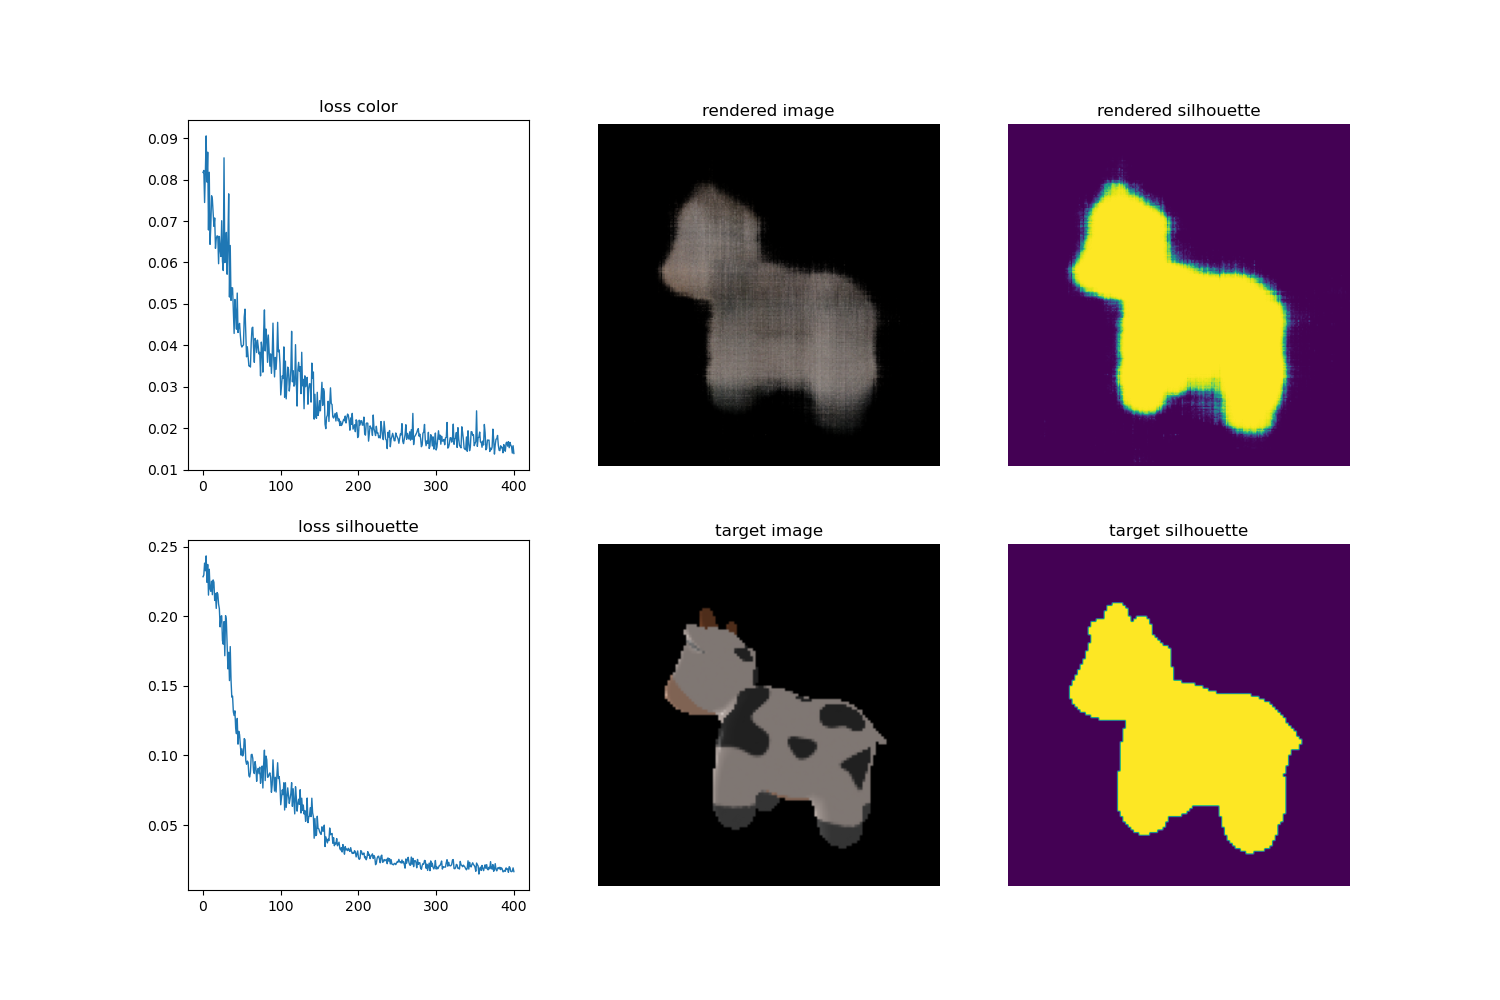 loss color
0.09
0.08
0.07
0.06
0.05
0.04
0.03
0.02
0.01
0 100 200 300 400
rendered image
rendered silhouette
loss silhouette
0.25
0.20
0.15
0.10
0.05
0 100 200 300 400
target image
target silhouette